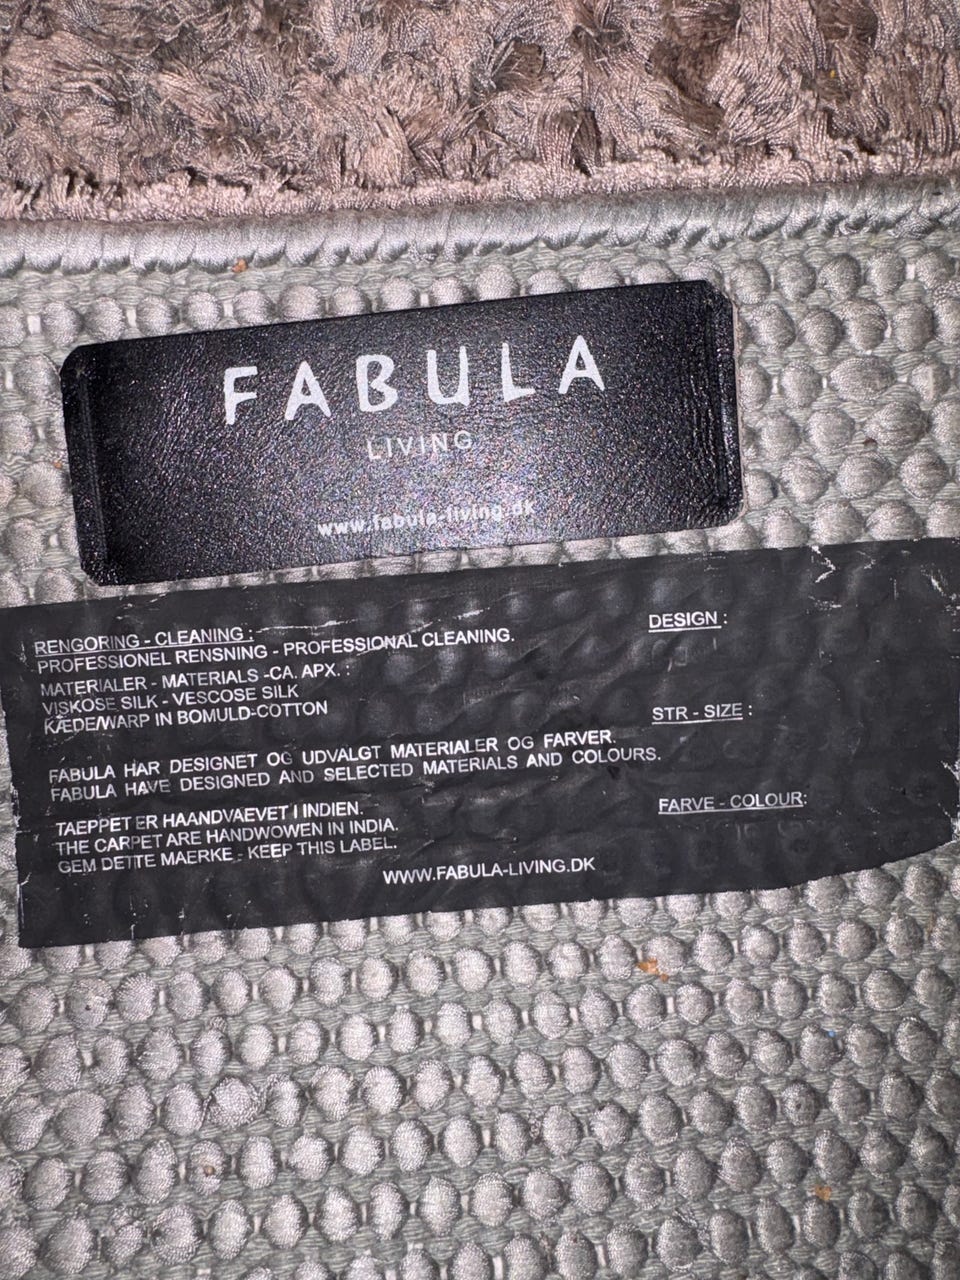 FABULA
LIVING
www.fabula-living.dk
RENGORING - CLEANING :
PROFESSIONEL RENSNING - PROFESSIONAL CLEANING.
MATERIALER - MATERIALS -CA. APX. :
VISKOSE SILK - VESCOSE SILK
KÆDE/WARP IN BOMULD-COTTON
FABULA HAR DESIGNET OG UDVALGT MATERIALER OG FARVER.
FABULA HAVE DESIGNED AND SELECTED MATERIALS AND COLOURS.
TAEPPET ER HAANDVAEVET I INDIEN.
THE CARPET ARE HANDWOWEN IN INDIA.
GEM DETTE MAERKE - KEEP THIS LABEL.
WWW.FABULA-LIVING.DK
DESIGN :
STR - SIZE :
FARVE - COLOUR: